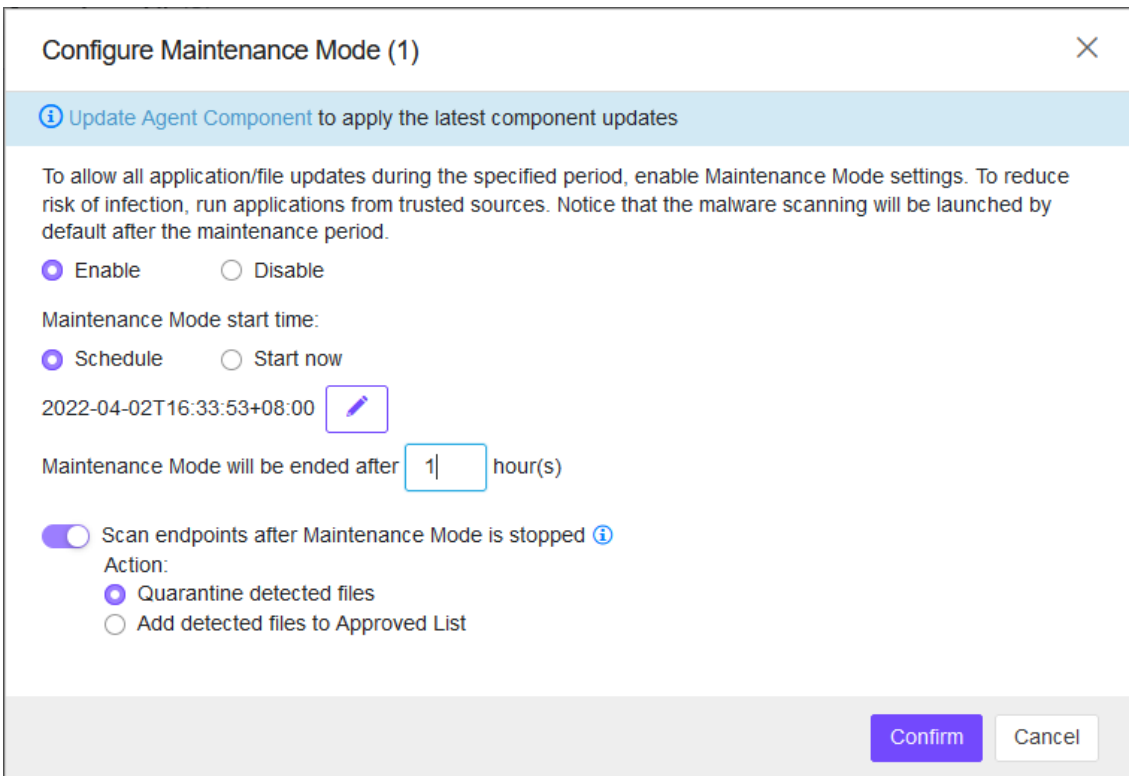 Configure Maintenance Mode (1)
Update Agent Component to apply the latest component updates
To allow all application/file updates during the specified period, enable Maintenance Mode settings. To reduce
risk of infection, run applications from trusted sources. Notice that the malware scanning will be launched by
default after the maintenance period.
Enable Disable
Maintenance Mode start time:
Schedule Start now
2022-04-02T16:33:53+08:00
Maintenance Mode will be ended after 1 hour(s)
Scan endpoints after Maintenance Mode is stopped
Action:
Quarantine detected files
Add detected files to Approved List
Confirm Cancel